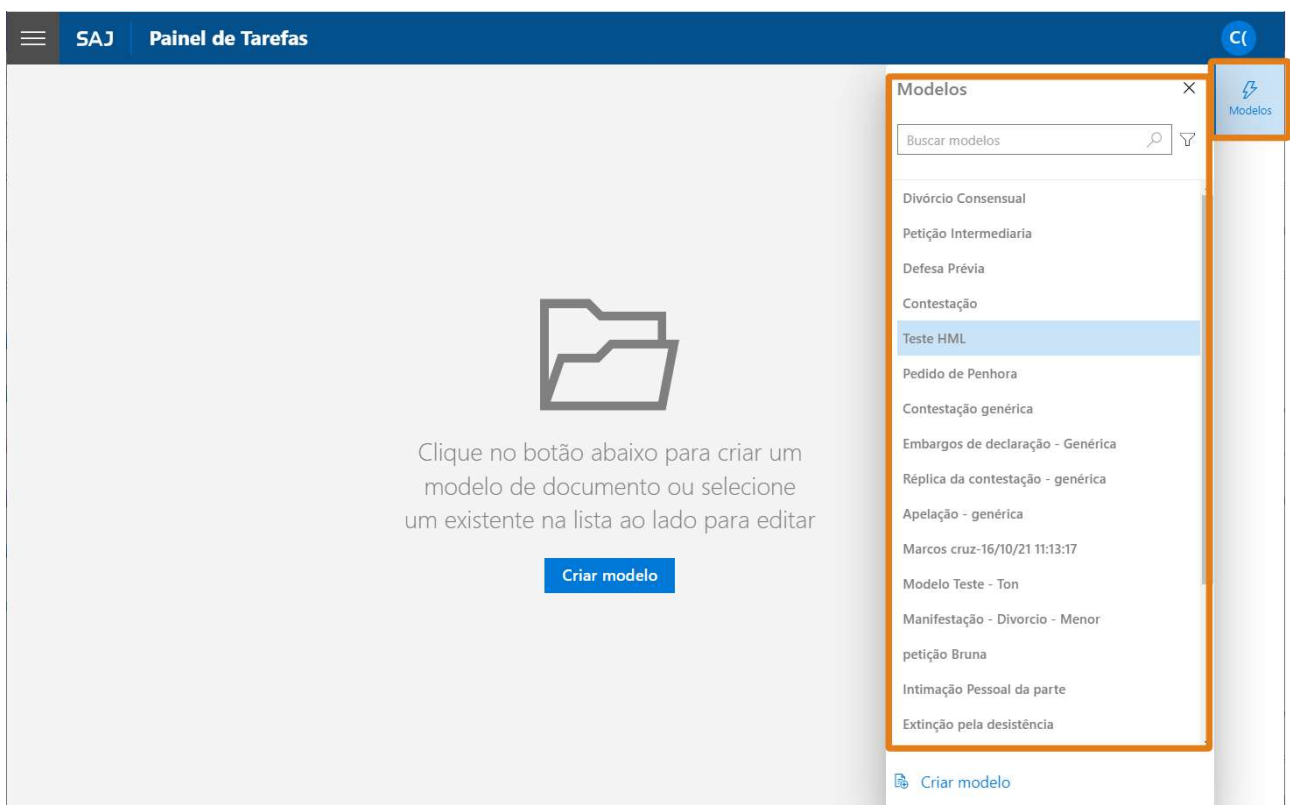 SAJ
Painel de Tarefas
C(
Modelos
Modelos
Buscar modelos
Divórcio Consensual
Petição Intermediaria
Defesa Prévia
Contestação
Teste HML
Pedido de Penhora
Contestação genérica
Embargos de declaração - Genérica
Réplica da contestação - genérica
Apelação - genérica
Marcos cruz-16/10/21 11:13:17
Modelo Teste - Ton
Manifestação - Divorcio - Menor
petição Bruna
Intimação Pessoal da parte
Extinção pela desistência
Criar modelo
Clique no botão abaixo para criar um
modelo de documento ou selecione
um existente na lista ao lado para editar
Criar modelo